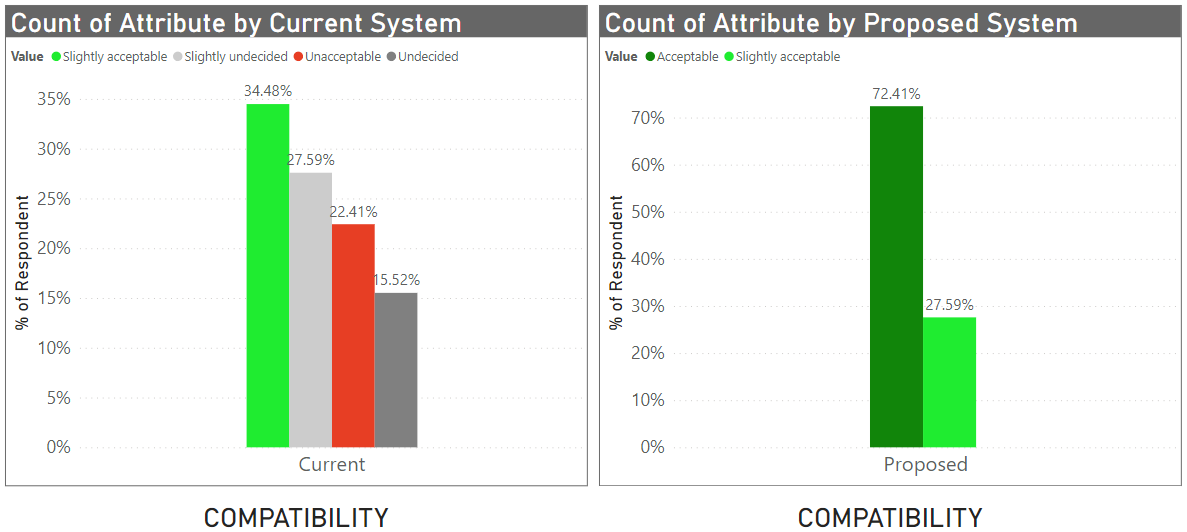 Count of Attribute by Current System
Value Slightly acceptable Slightly undecided Unacceptable Undecided
% of Respondent
35%
30%
25%
20%
15%
10%
5%
0%
34.48%
27.59%
22.41%
15.52%
Current
COMPATIBILITY
Count of Attribute by Proposed System
Value Acceptable Slightly acceptable
% of Respondent
70%
60%
50%
40%
30%
20%
10%
0%
72.41%
27.59%
Proposed
COMPATIBILITY